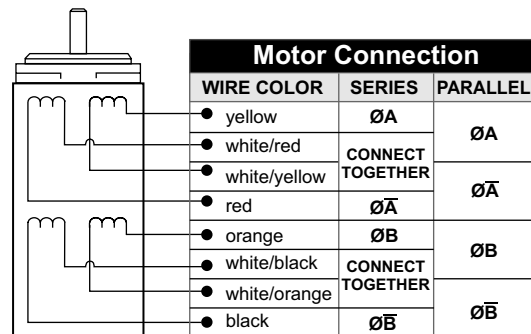 Motor Connection
WIRE COLOR SERIES PARALLEL
yellow ØA
ØA
white/red
CONNECT
TOGETHER
white/yellow
ØA̅
red ØA̅
orange ØB
ØB
white/black
CONNECT
TOGETHER
white/orange
ØB̅
black ØB̅